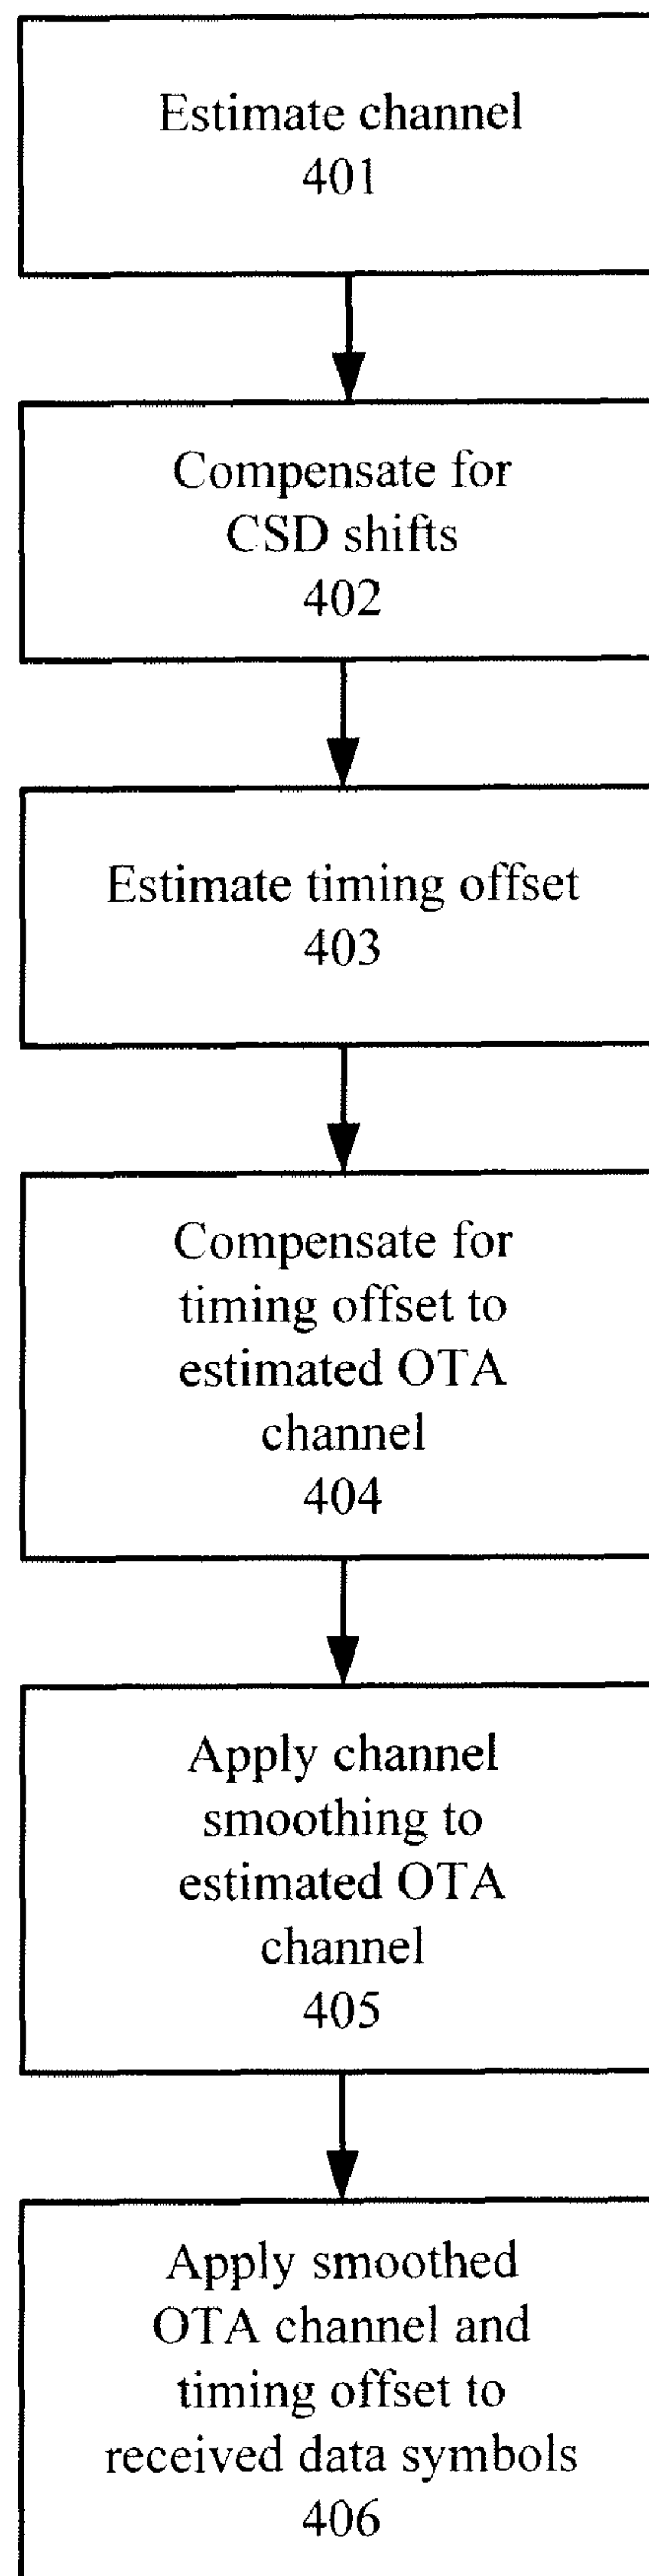 Estimate channel
401
Compensate for
CSD shifts
402
Estimate timing offset
403
Compensate for
timing offset to
estimated OTA
channel
404
Apply channel
smoothing to
estimated OTA
channel
405
Apply smoothed
OTA channel and
timing offset to
received data symbols
406